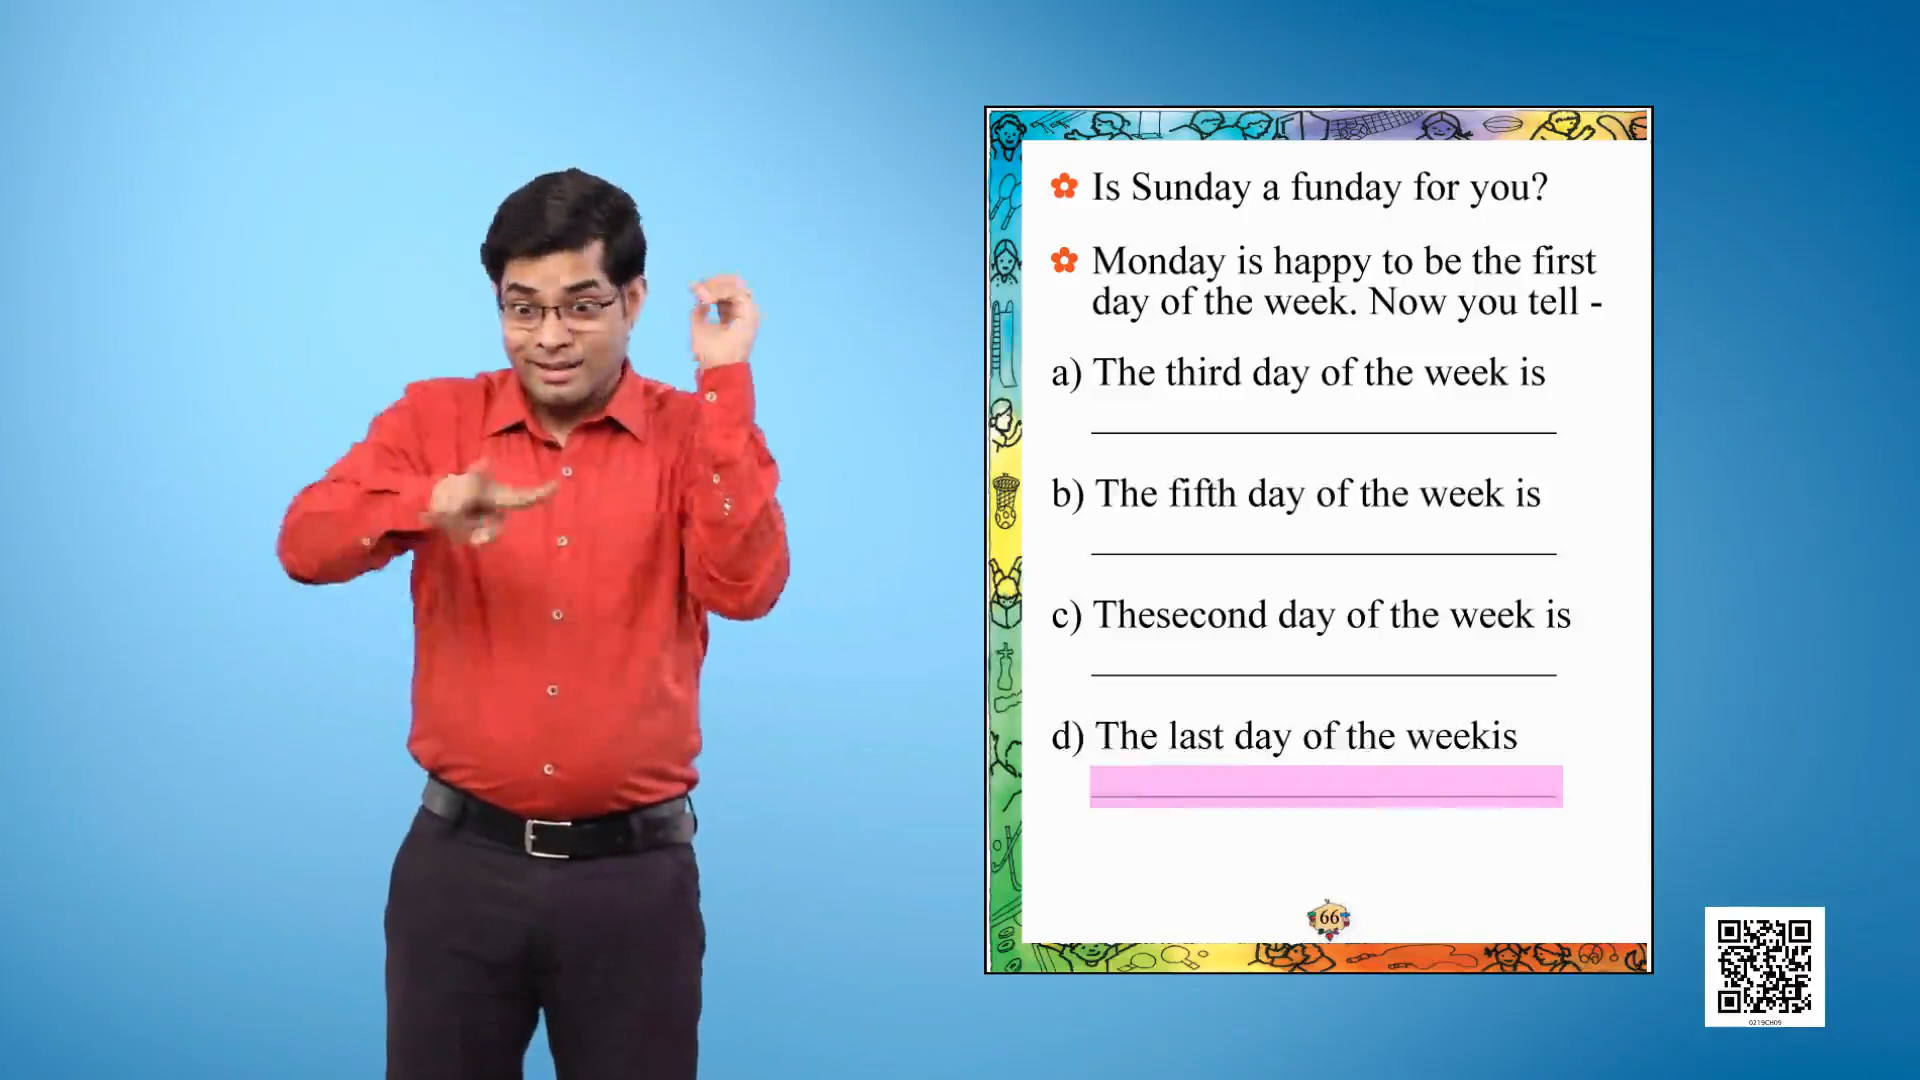 Is Sunday a funday for you?
Monday is happy to be the first
day of the week. Now you tell -
a) The third day of the week is
b) The fifth day of the week is
c) Thesecond day of the week is
d) The last day of the weekis
66
0219CH09